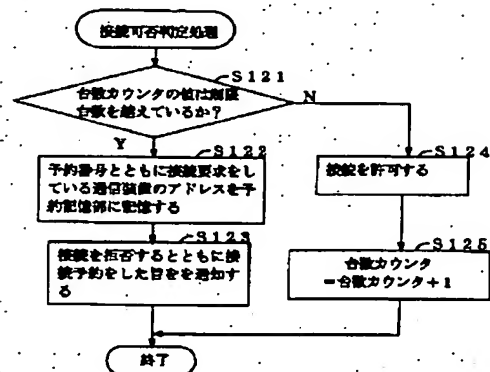 接続可否判定処理
S121
台数カウンタの値は制限
台数を越えているか？
N
Y
S122
予約番号とともに接続要求をし
ている通信装置のアドレスを予
約記憶部に記憶する
S124
接続を許可する
S123
接続を拒否するとともに接
続予約をした旨をを通知す
る
S125
台数カウンタ
=台数カウンタ+1
終了